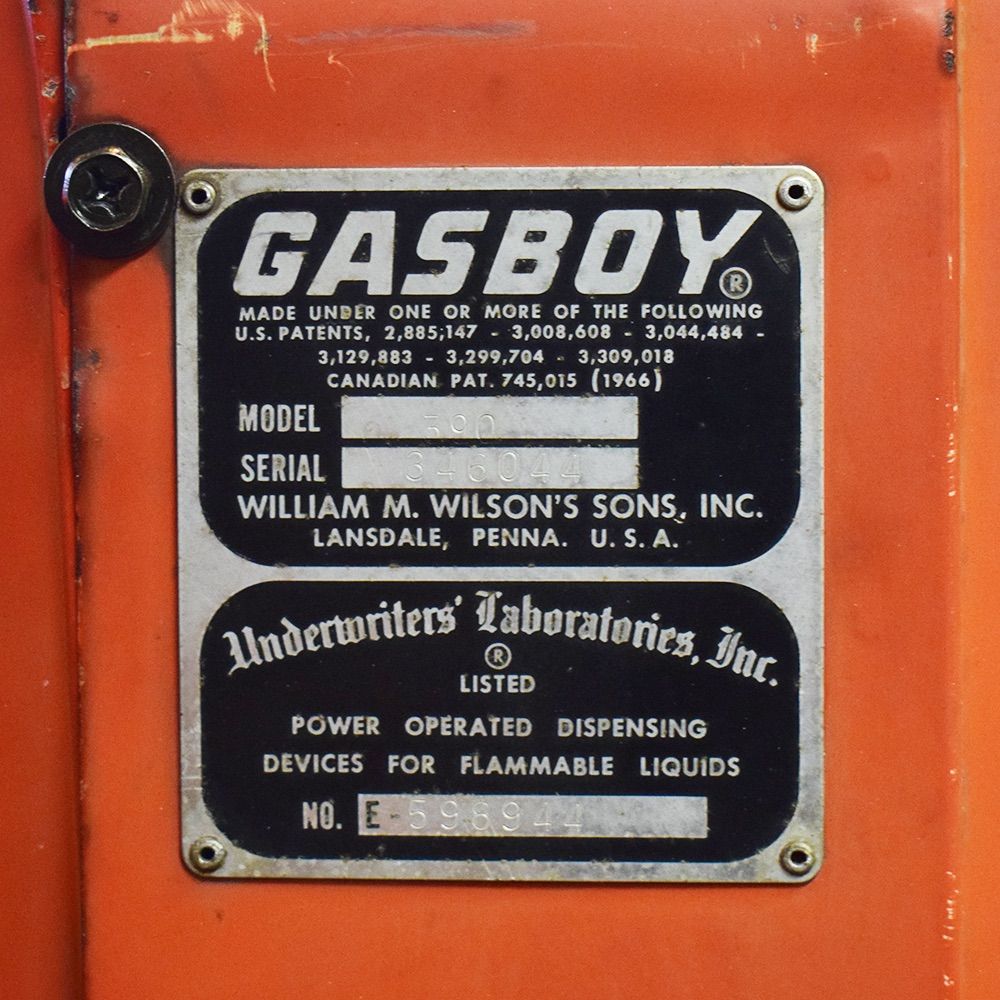 GASBOY®
MADE UNDER ONE OR MORE OF THE FOLLOWING
U.S. PATENTS, 2,885,147 - 3,008,608 - 3,044,484 -
3,129,883 - 3,299,704 - 3,309,018
CANADIAN PAT. 745,015 (1966)
MODEL 390
SERIAL 346044
WILLIAM M. WILSON'S SONS, INC.
LANSDALE, PENNA. U. S. A.
Underwriters' Laboratories, Inc.
®
LISTED
POWER OPERATED DISPENSING
DEVICES FOR FLAMMABLE LIQUIDS
NO. E-596944